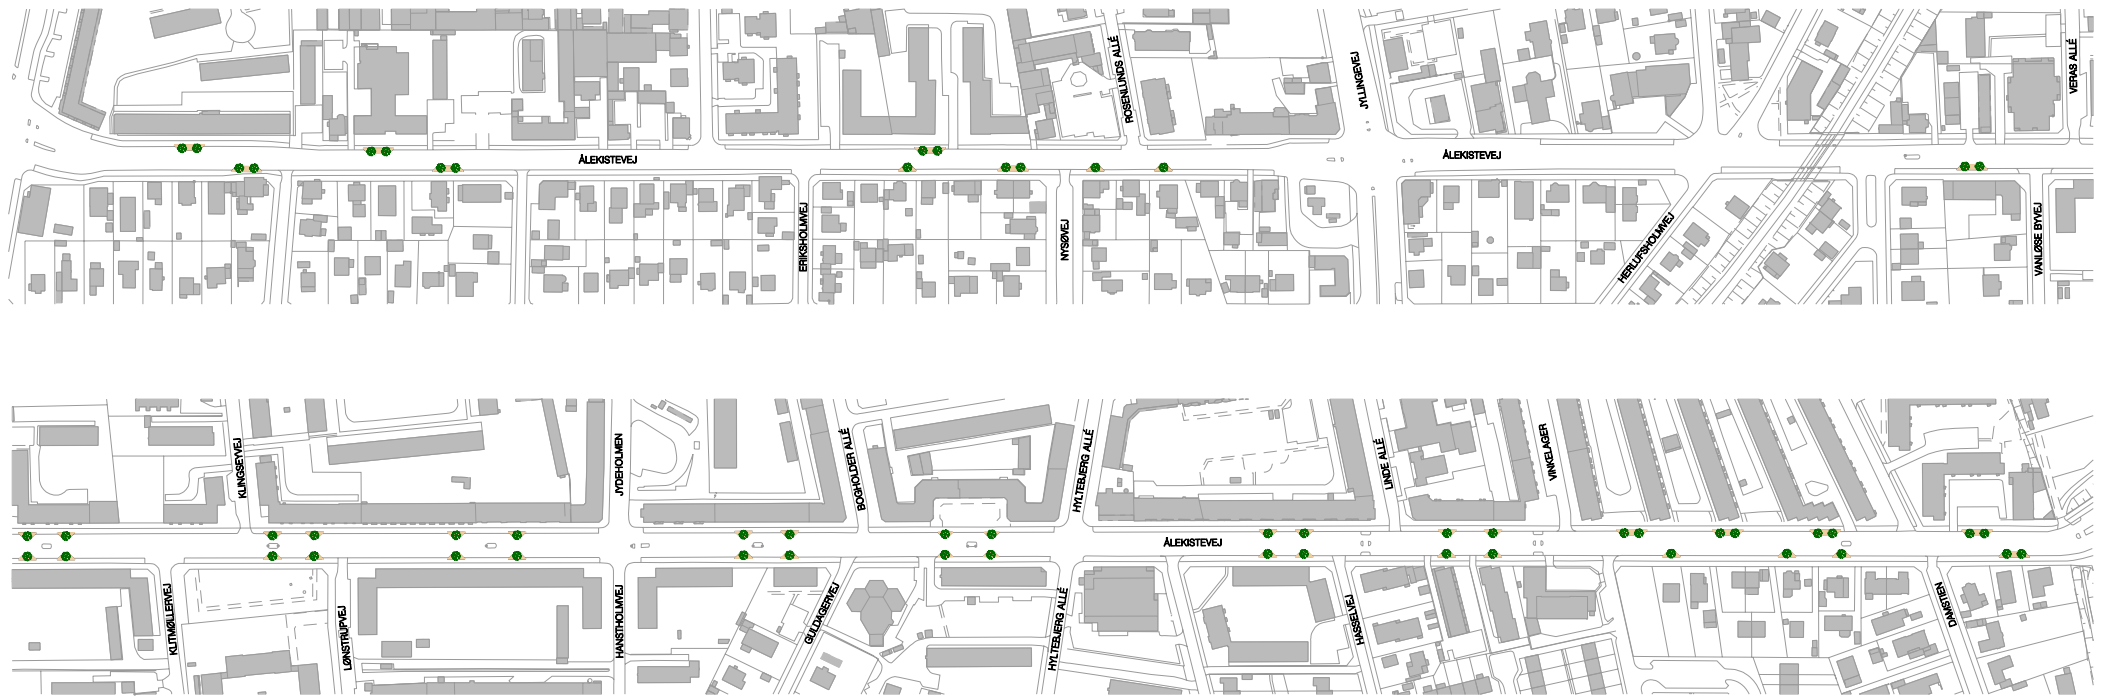 ÅLEKISTEVEJ
ERIKSHOLMVEJ
NYSØVEJ
ROSENLUNDS ALLÉ
JYLLINGEVEJ
ÅLEKISTEVEJ
HERLUFSHOLMVEJ
VANLØSE BYVEJ
VERAS ALLÉ
KLINGSEYVEJ
KLITMØLLERVEJ
LØNSTRUPVEJ
JYDEHOLMEN
HANSTHOLMVEJ
BOGHOLDER ALLÉ
GULDAGERVEJ
HYLTEBJERG ALLÉ
HYLTEBJERG ALLÉ
ÅLEKISTEVEJ
LINDE ALLÉ
HASSELVEJ
VINKELAGER
DAMSTIEN